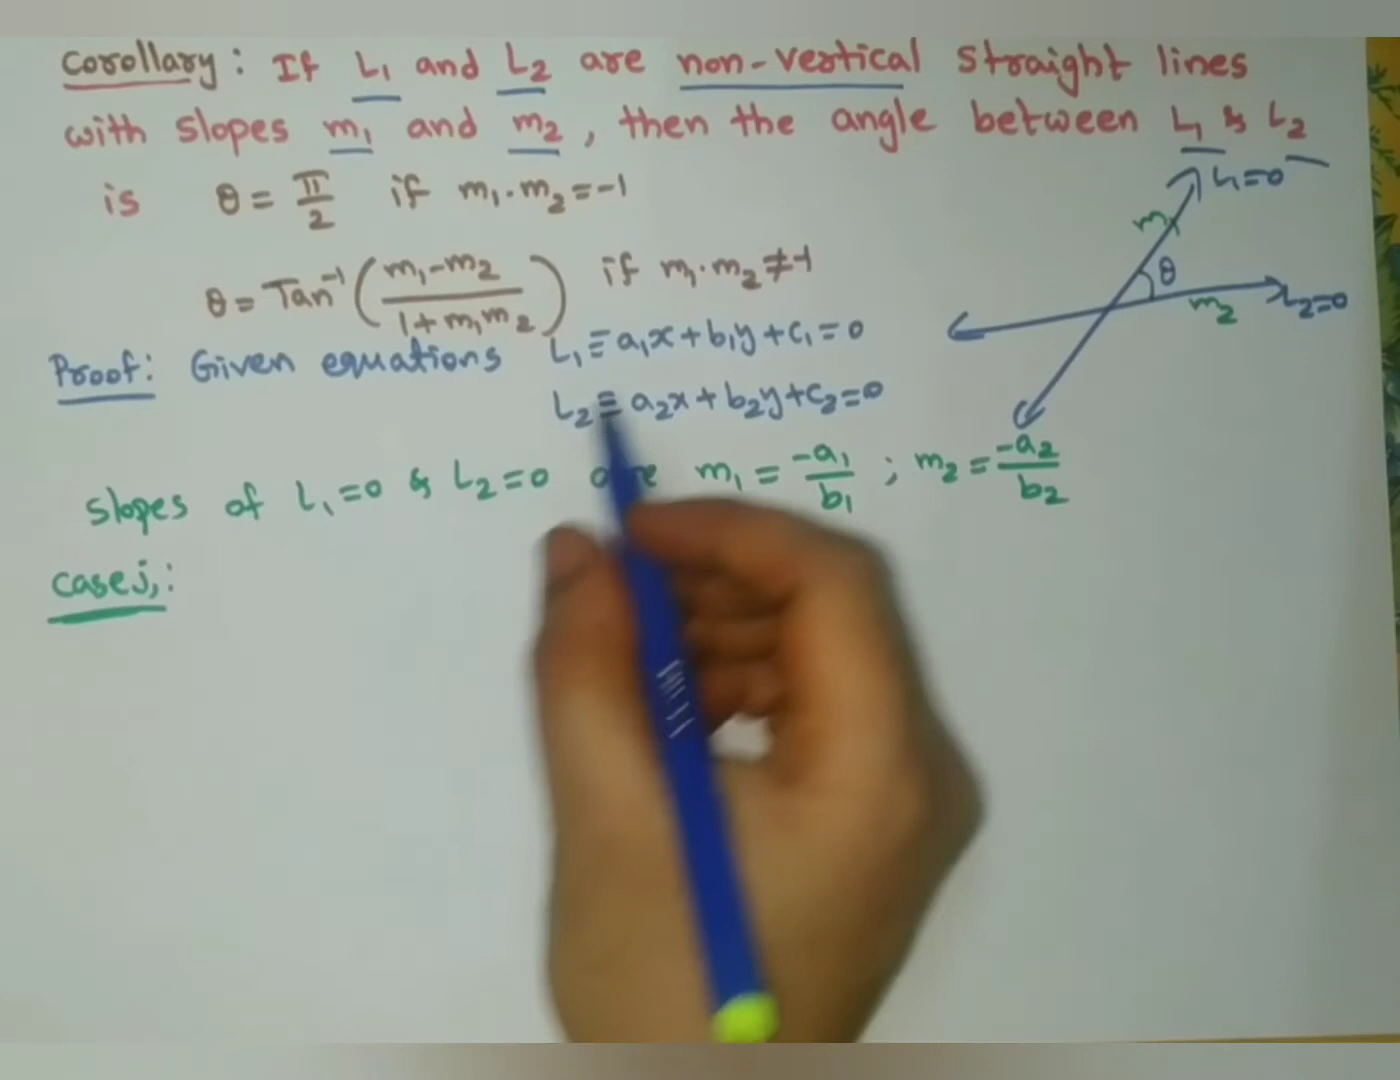 Corollary: If L₁ and L₂ are non-vertical straight lines
with slopes m₁ and m₂, then the angle between L₁ & L₂
is θ = π/2 if m₁·m₂ = -1
θ = Tan⁻¹((m₁-m₂)/(1+m₁m₂)) if m₁·m₂ ≠ -1
L₁=0
m₁
θ
m₂
L₂=0
Proof: Given equations L₁ ≡ a₁x+b₁y+c₁=0
L₂ ≡ a₂x+b₂y+c₂=0
Slopes of L₁=0 & L₂=0 are m₁ = -a₁/b₁ ; m₂ = -a₂/b₂
case i,: